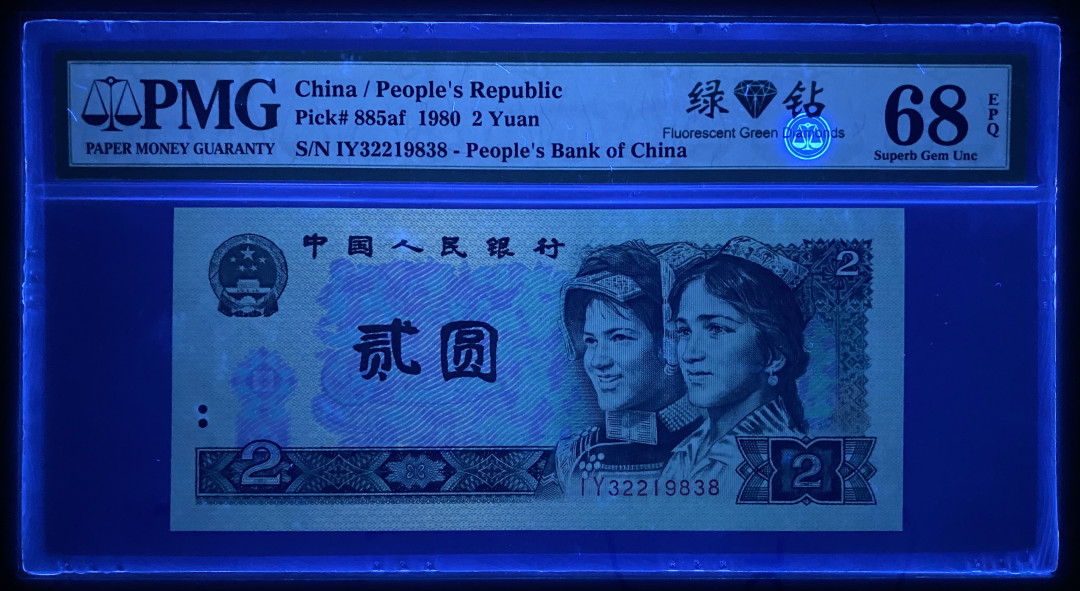 PMG
PAPER MONEY GUARANTY
China / People's Republic
Pick# 885af 1980 2 Yuan
S/N IY32219838 - People's Bank of China
绿 钻
Fluorescent Green Diamonds
68
EPQ
Superb Gem Unc
中国人民银行
2
贰圆
2
IY32219838
2